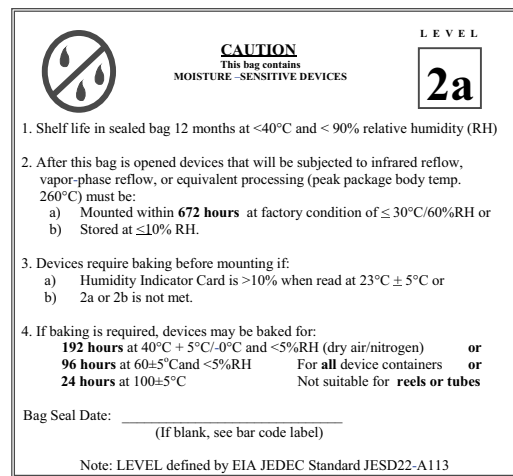 LEVEL
CAUTION
This bag contains
MOISTURE –SENSITIVE DEVICES
2a
1. Shelf life in sealed bag 12 months at <40°C and < 90% relative humidity (RH)
2. After this bag is opened devices that will be subjected to infrared reflow,
vapor-phase reflow, or equivalent processing (peak package body temp.
260°C) must be:
a) Mounted within 672 hours at factory condition of ≤ 30°C/60%RH or
b) Stored at ≤10% RH.
3. Devices require baking before mounting if:
a) Humidity Indicator Card is >10% when read at 23°C ± 5°C or
b) 2a or 2b is not met.
4. If baking is required, devices may be baked for:
192 hours at 40°C + 5°C/-0°C and <5%RH (dry air/nitrogen) or
96 hours at 60±5°Cand <5%RH For all device containers or
24 hours at 100±5°C Not suitable for reels or tubes
Bag Seal Date: ______________________________
(If blank, see bar code label)
Note: LEVEL defined by EIA JEDEC Standard JESD22-A113